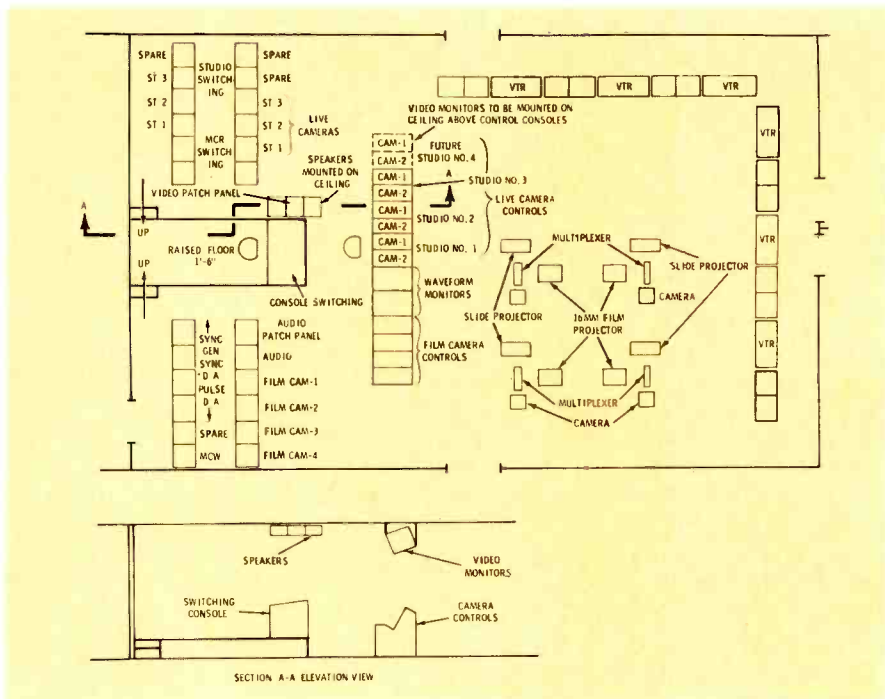 SPARE
ST 3
ST 2
ST 1
STUDIO
SWITCH
ING
MCR
SWITCH
ING
SPARE
SPARE
ST 3
ST 2
ST 1
LIVE
CAMERAS
SPEAKERS
MOUNTED ON
CEILING
VIDEO PATCH PANEL
VIDEO MONITORS TO BE MOUNTED ON
CEILING ABOVE CONTROL CONSOLES
CAM-1
CAM-2
CAM-1
CAM-2
CAM-1
CAM-2
CAM-1
CAM-2
FUTURE
STUDIO NO.4
A
STUDIO NO.3
LIVE CAMERA
CONTROLS
STUDIO NO.2
STUDIO NO. 1
VTR
VTR
VTR
VTR
VTR
VTR
A
UP
UP
RAISED FLOOR
1'-6"
CONSOLE SWITCHING
WAVEFORM
MONITORS
FILM CAMERA
CONTROLS
MULTIPLEXER
SLIDE
PROJECTOR
CAMERA
SLIDE PROJECTOR
16MM FILM
PROJECTOR
MULTIPLEXER
CAMERA
SYNC
GEN
SYNC
D A
PULSE
D A
SPARE
MCW
AUDIO
PATCH PANEL
AUDIO
FILM CAM-1
FILM CAM-2
FILM CAM-3
FILM CAM-4
SPEAKERS
VIDEO
MONITORS
SWITCHING
CONSOLE
CAMERA
CONTROLS
SECTION A-A ELEVATION VIEW